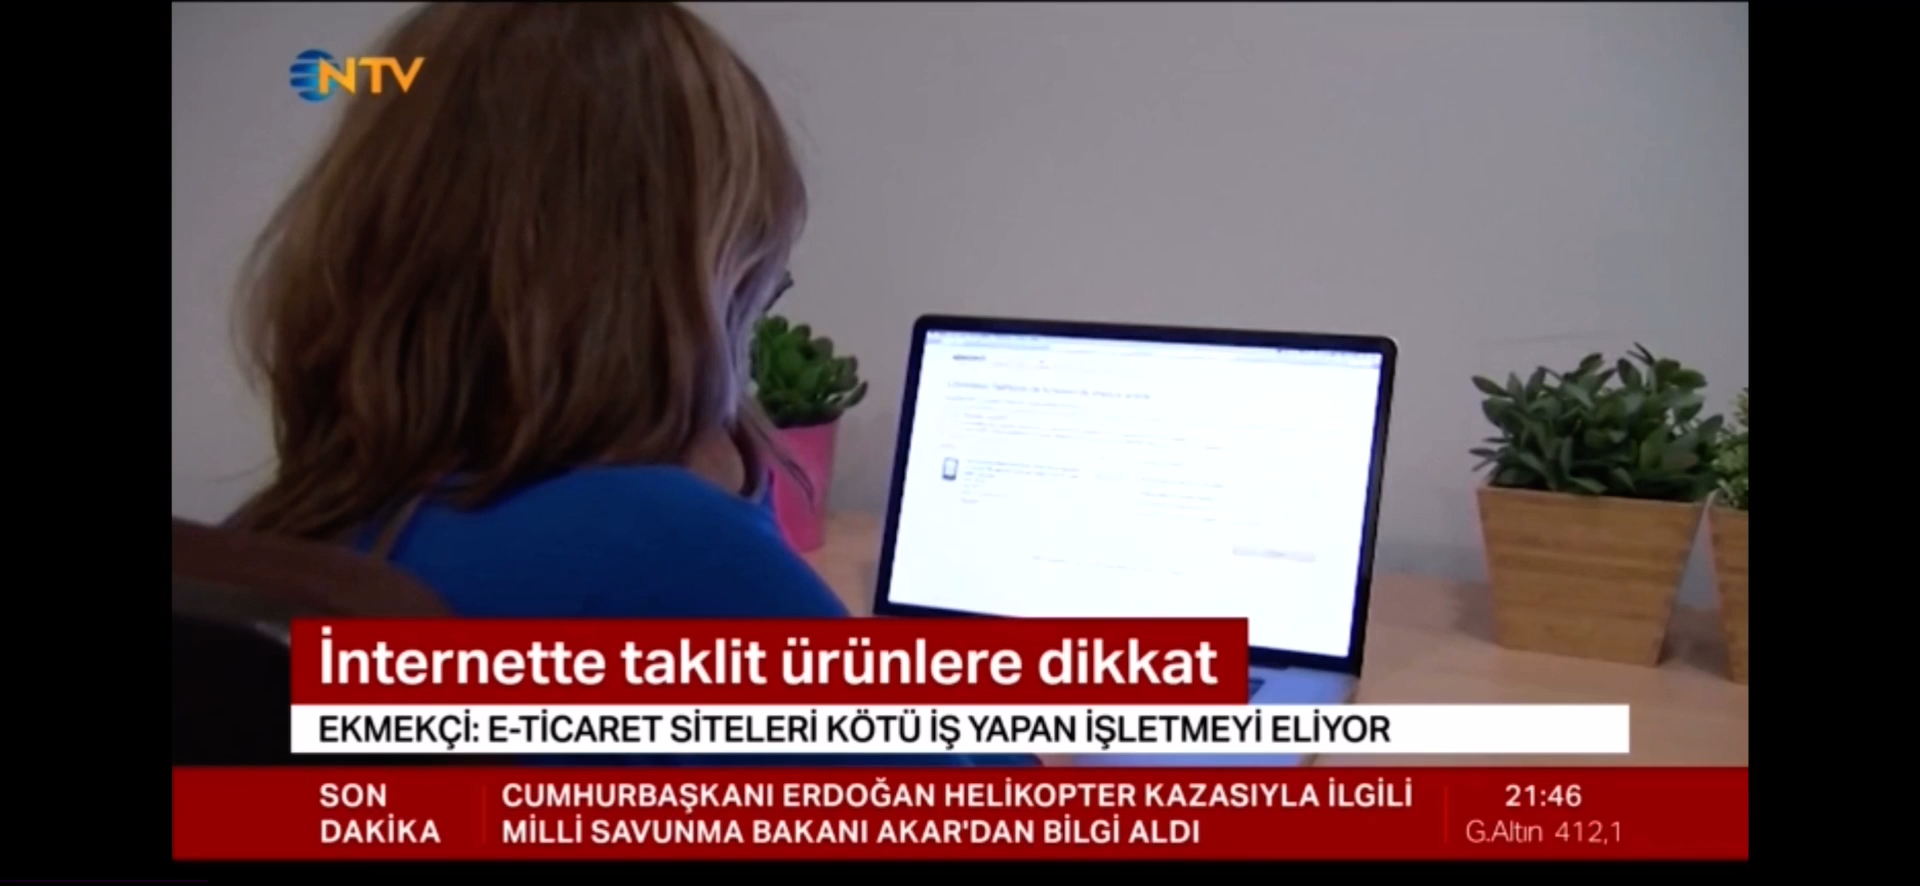 NTV
İnternette taklit ürünlere dikkat
EKMEKÇİ: E-TİCARET SİTELERİ KÖTÜ İŞ YAPAN İŞLETMEYİ ELİYOR
SON DAKİKA
CUMHURBAŞKANI ERDOĞAN HELİKOPTER KAZASIYLA İLGİLİ
MİLLİ SAVUNMA BAKANI AKAR'DAN BİLGİ ALDI
21:46
G.Altın 412,1